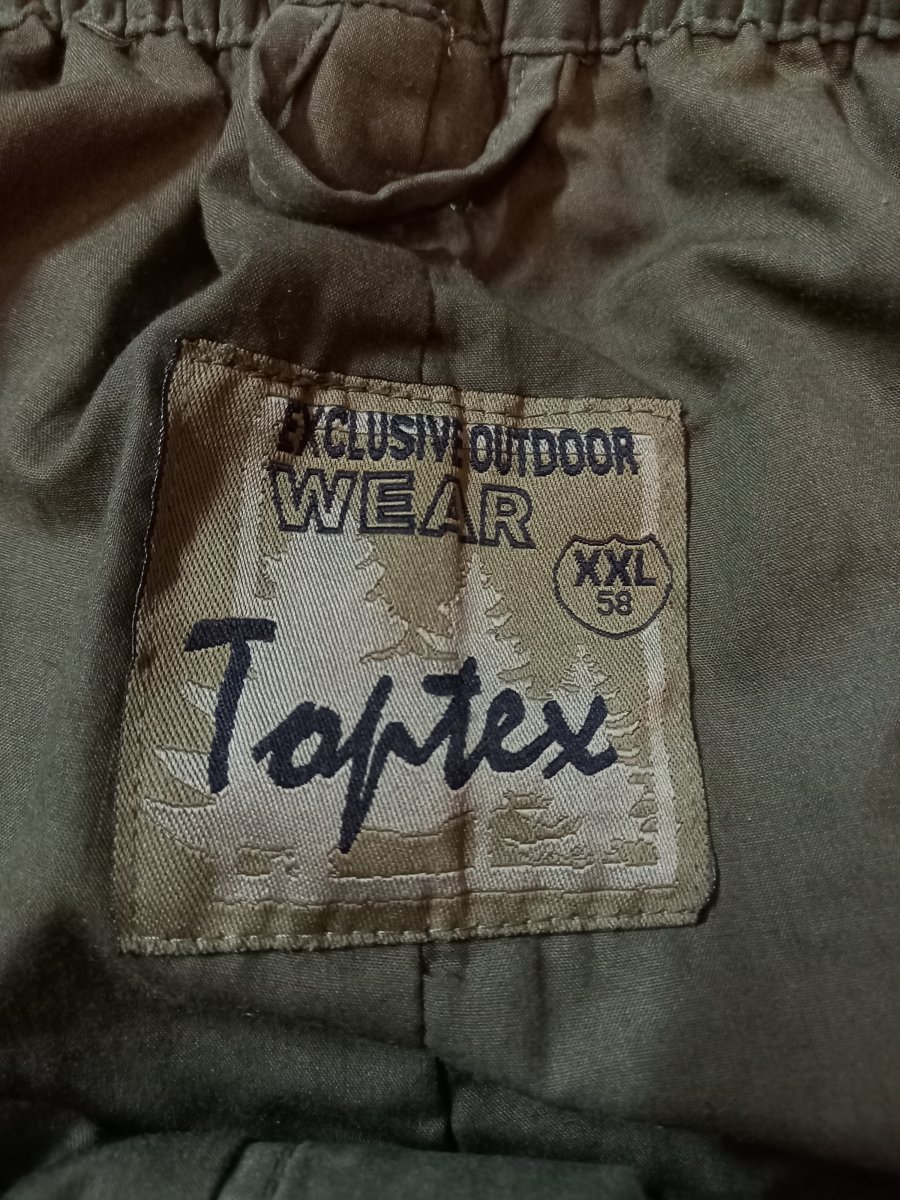 EXCLUSIVE OUTDOOR
WEAR
XXL
58
Toptex